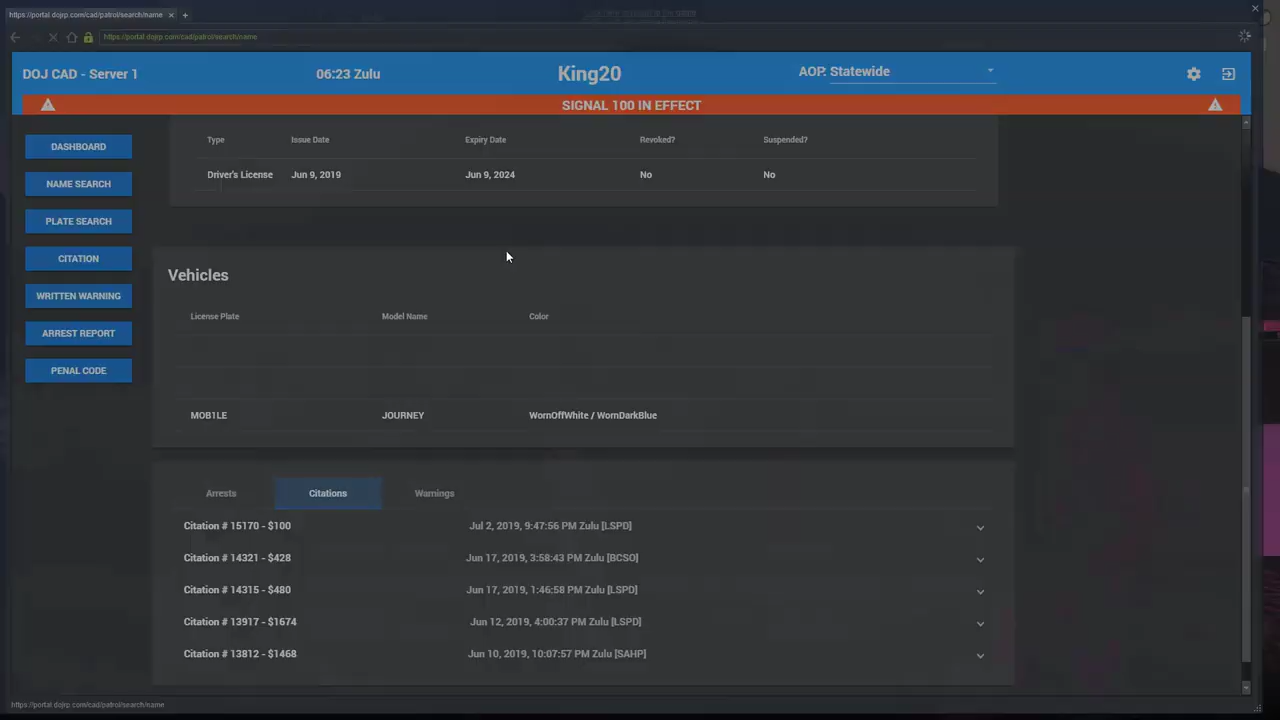 https://portal.dojrp.com/cad/patrol/search/name × +
https://portal.dojrp.com/cad/patrol/search/name
DOJ CAD - Server 1 06:23 Zulu King20 AOP: Statewide
SIGNAL 100 IN EFFECT
DASHBOARD
NAME SEARCH
PLATE SEARCH
CITATION
WRITTEN WARNING
ARREST REPORT
PENAL CODE
Type Issue Date Expiry Date Revoked? Suspended?
Driver's License Jun 9, 2019 Jun 9, 2024 No No
Vehicles
License Plate Model Name Color
MOB1LE JOURNEY WornOffWhite / WornDarkBlue
Arrests Citations Warnings
Citation # 15170 - $100 Jul 2, 2019, 9:47:56 PM Zulu [LSPD]
Citation # 14321 - $428 Jun 17, 2019, 3:58:43 PM Zulu [BCSO]
Citation # 14315 - $480 Jun 17, 2019, 1:46:58 PM Zulu [LSPD]
Citation # 13917 - $1674 Jun 12, 2019, 4:00:37 PM Zulu [LSPD]
Citation # 13812 - $1468 Jun 10, 2019, 10:07:57 PM Zulu [SAHP]
https://portal.dojrp.com/cad/patrol/search/name